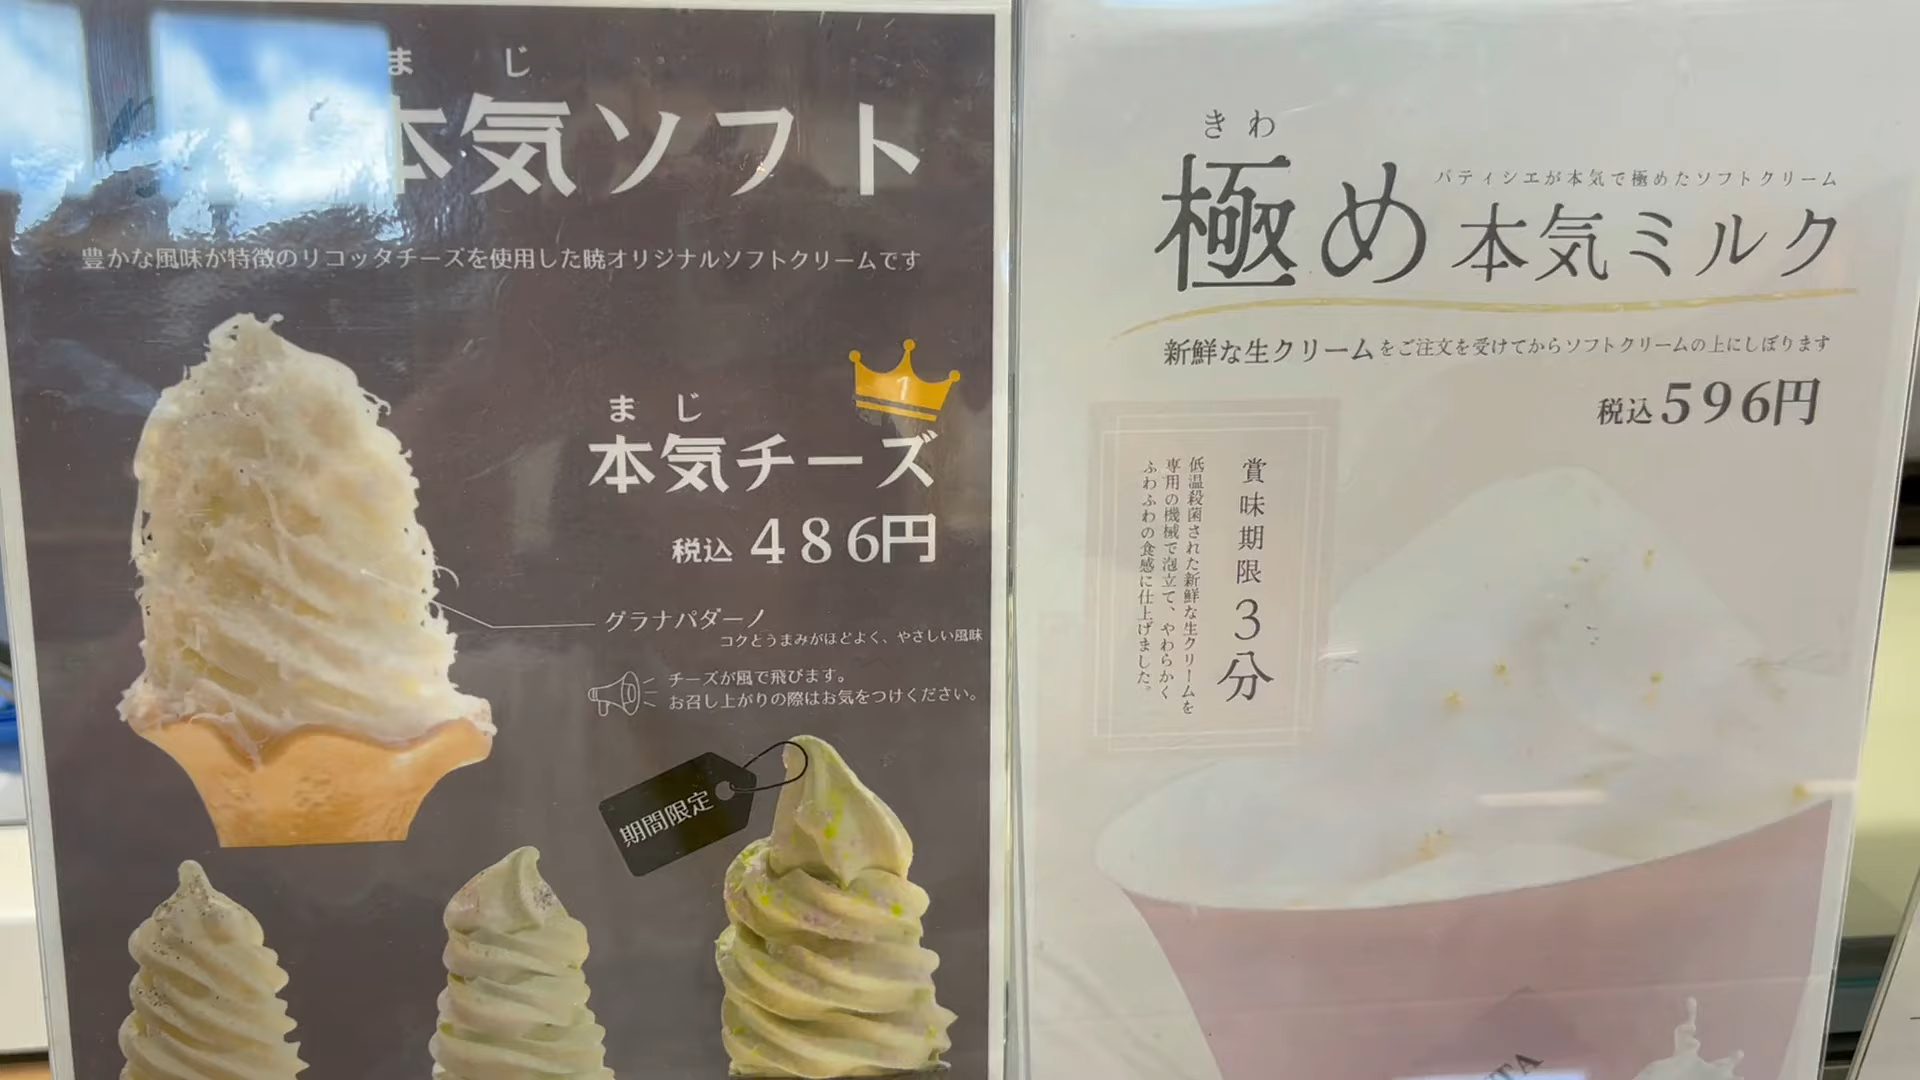 まじ
本気ソフト
豊かな風味が特徴のリコッタチーズを使用した暁オリジナルソフトクリームです
1
まじ
本気チーズ
税込 486円
グラナパダーノ
コクとうまみがほどよく、やさしい風味
チーズが風で飛びます。
お召し上がりの際はお気をつけください。
期間限定
きわ
極め本気ミルク
パティシエが本気で極めたソフトクリーム
新鮮な生クリームをご注文を受けてからソフトクリームの上にしぼります
税込596円
賞味期限3分
低温殺菌された新鮮な生クリームを
専用の機械で泡立て、やわらかく
ふわふわの食感に仕上げました。